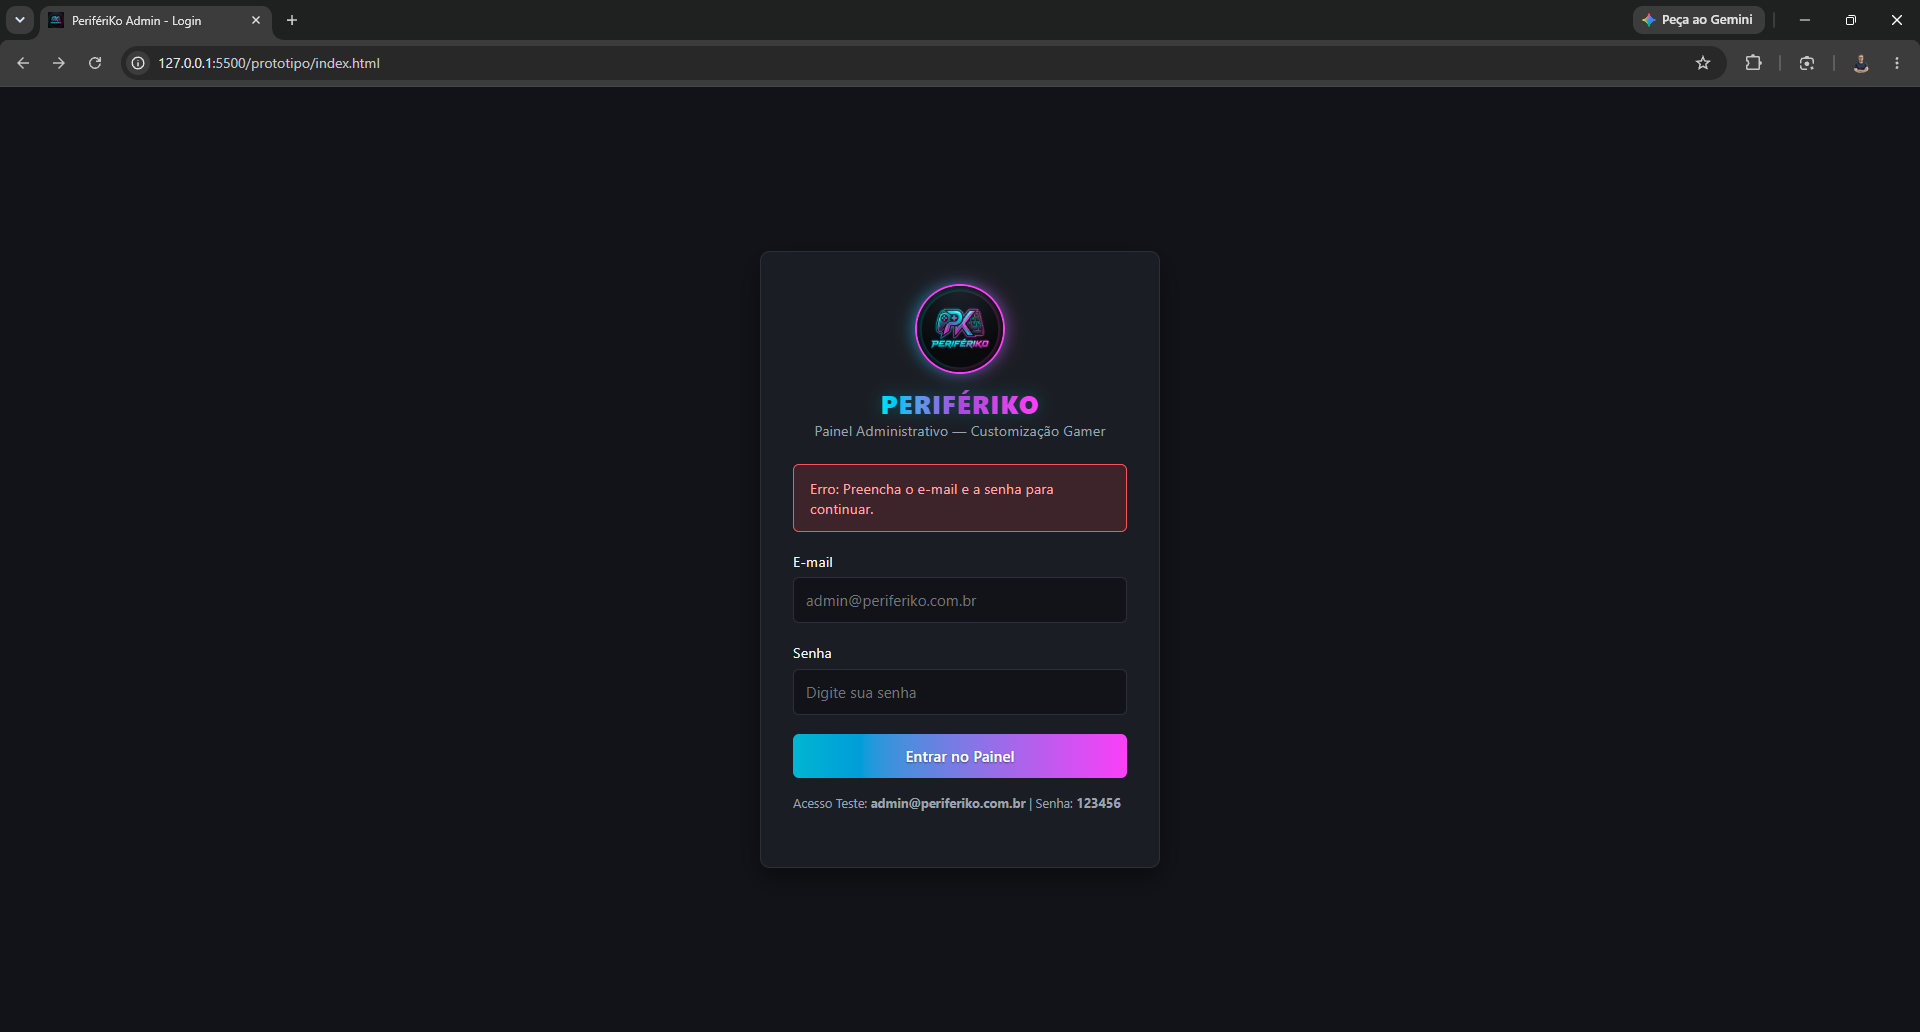 PerifériKo Admin - Login
Peça ao Gemini
127.0.0.1:5500/prototipo/index.html
PK
PERIFÉRIKO
PERIFÉRIKO
Painel Administrativo — Customização Gamer
Erro: Preencha o e-mail e a senha para
continuar.
E-mail
admin@periferiko.com.br
Senha
Digite sua senha
Entrar no Painel
Acesso Teste: admin@periferiko.com.br | Senha: 123456